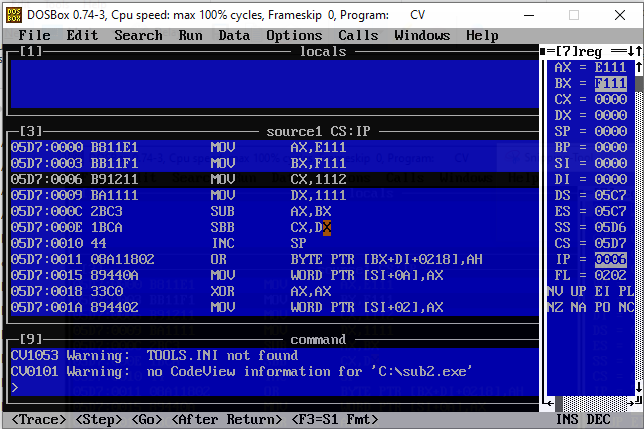 DOSBox 0.74-3, Cpu speed: max 100% cycles, Frameskip 0, Program: CV
File Edit Search Run Data Options Calls Windows Help
[1] locals
[3] source1 CS:IP
05D7:0000 B811E1 MOV AX,E111
05D7:0003 BB11F1 MOV BX,F111
05D7:0006 B91211 MOV CX,1112
05D7:0009 BA1111 MOV DX,1111
05D7:000C 2BC3 SUB AX,BX
05D7:000E 1BCA SBB CX,DX
05D7:0010 44 INC SP
05D7:0011 08A11802 OR BYTE PTR [BX+DI+0218],AH
05D7:0015 89440A MOV WORD PTR [SI+0A],AX
05D7:0018 33C0 XOR AX,AX
05D7:001A 894402 MOV WORD PTR [SI+02],AX
[9] command
CV1053 Warning: TOOLS.INI not found
CV0101 Warning: no CodeView information for 'C:\sub2.exe'
>
[7]reg
AX = E111
BX = F111
CX = 0000
DX = 0000
SP = 0000
BP = 0000
SI = 0000
DI = 0000
DS = 05C7
ES = 05C7
SS = 05D6
CS = 05D7
IP = 0006
FL = 0202
NV UP EI PL
NZ NA PO NC
<Trace> <Step> <Go> <After Return> <F3=S1 Fmt> INS DEC